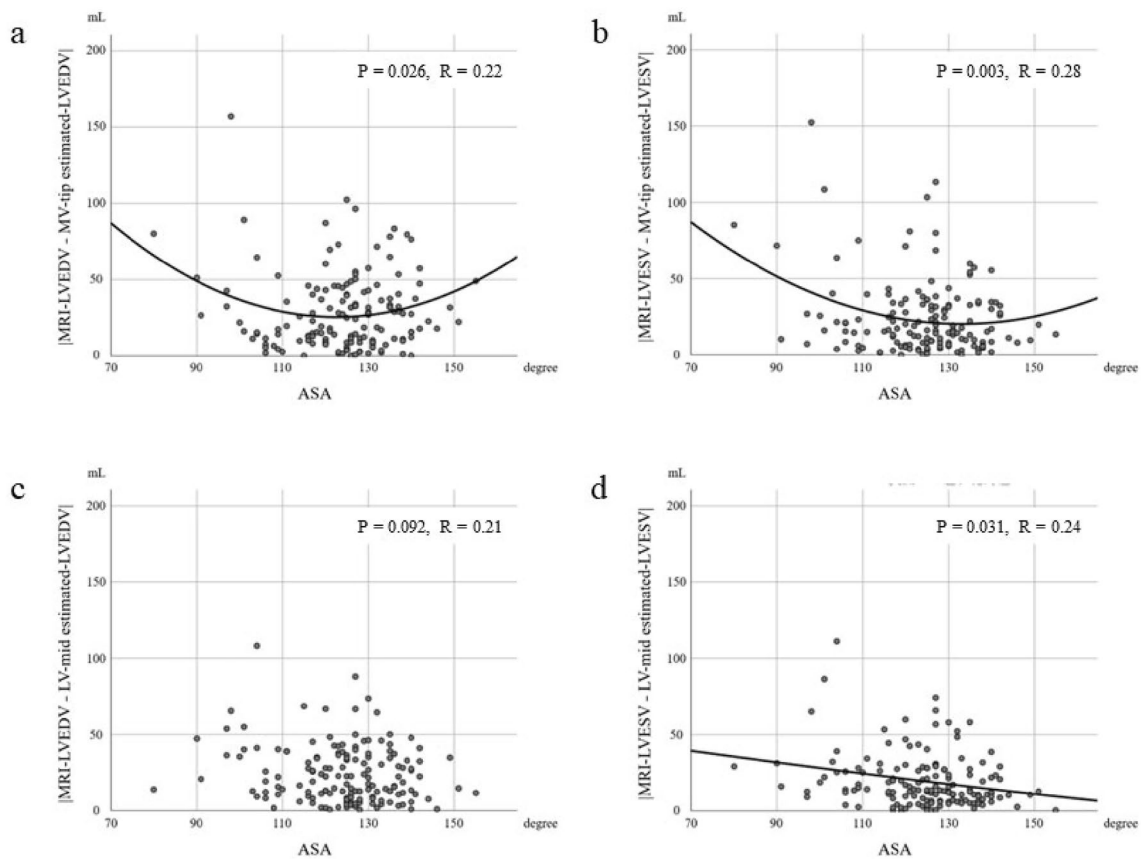 a
mL
|MRI-LVEDV - MV-tip estimated-LVEDV|
200
150
100
50
0
P = 0.026, R = 0.22
70 90 110 130 150 degree
ASA
b
mL
|MRI-LVESV - MV-tip estimated-LVESV|
200
150
100
50
0
P = 0.003, R = 0.28
70 90 110 130 150 degree
ASA
c
mL
|MRI-LVEDV - LV-mid estimated-LVEDV|
200
150
100
50
0
P = 0.092, R = 0.21
70 90 110 130 150 degree
ASA
d
mL
|MRI-LVESV - LV-mid estimated-LVESV|
200
150
100
50
0
P = 0.031, R = 0.24
70 90 110 130 150 degree
ASA